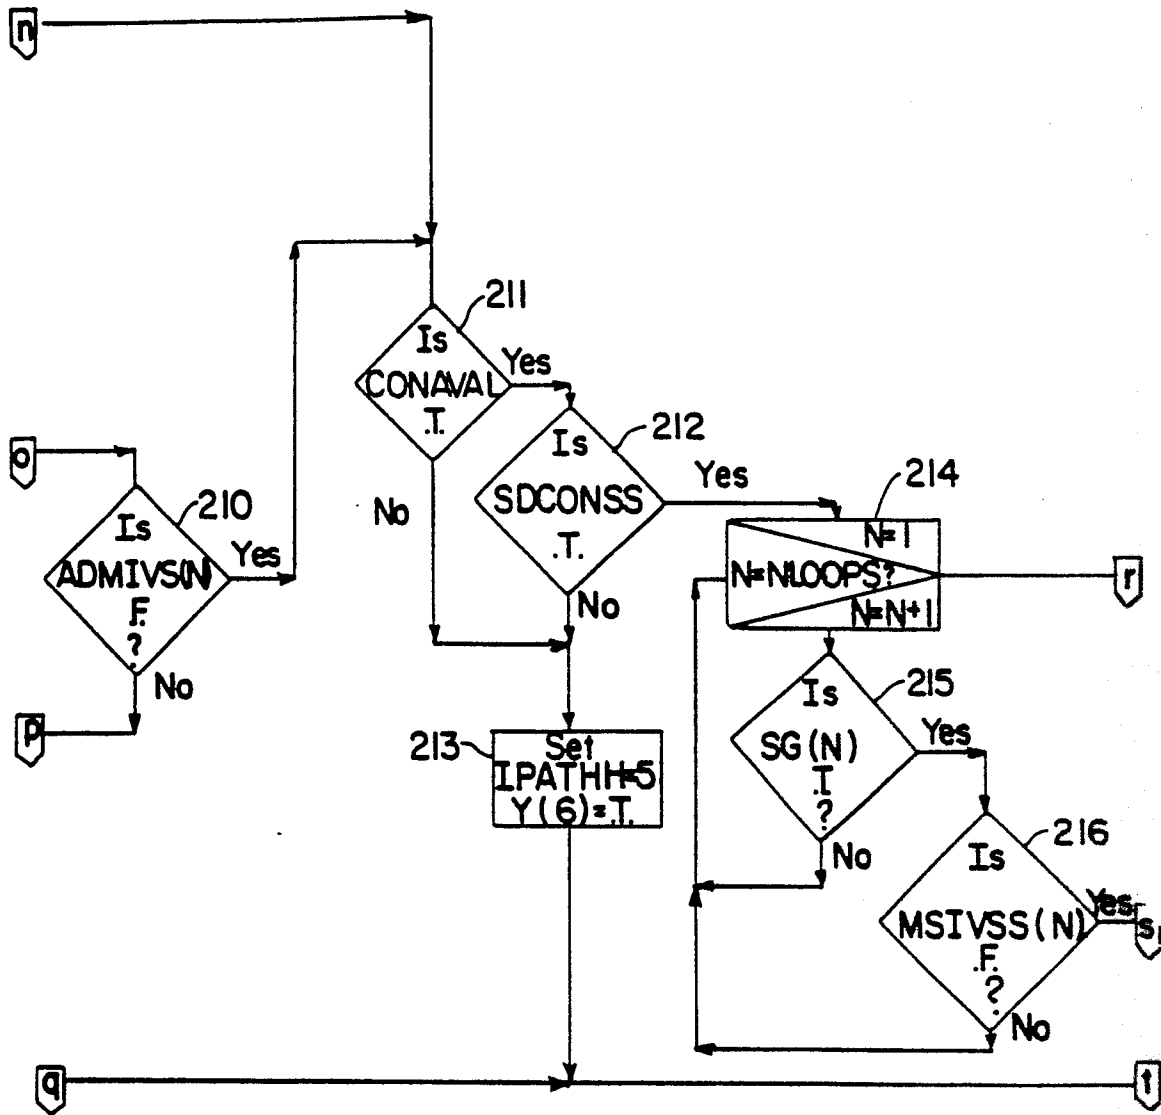 n
211
Is
CONAVAL
.T.
Yes
No
212
Is
SDCONSS
.T.
Yes
No
o
210
Is
ADMIVS(N)
F.
?
Yes
No
p
214
N=1
N=NLOOPS?
N=N+1
r
213
Set
IPATHH=5
Y(6)=.T.
215
Is
SG(N)
.T
?
Yes
No
216
Is
MSIVSS(N)
.F.
?
Yes
No
s
q
t